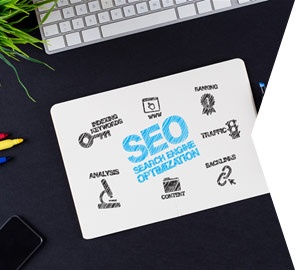 WWW
RANKING
INDEXING
KEYWORDS
SEO
SEARCH ENGINE
OPTIMIZATION
TRAFFIC
ANALYSIS
CONTENT
BACKLINKS